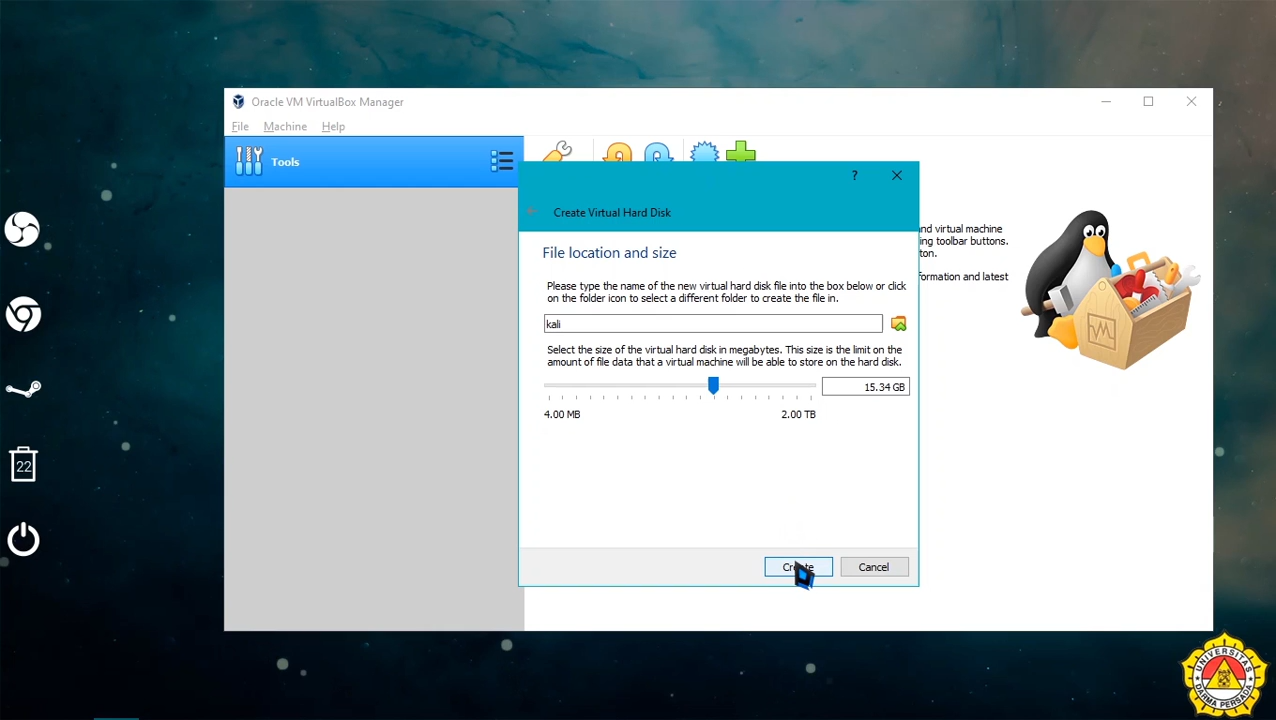 Oracle VM VirtualBox Manager
File Machine Help
Tools
?
Create Virtual Hard Disk
and virtual machine
ing toolbar buttons.
ton.
formation and latest
File location and size
Please type the name of the new virtual hard disk file into the box below or click
on the folder icon to select a different folder to create the file in.
kali
Select the size of the virtual hard disk in megabytes. This size is the limit on the
amount of file data that a virtual machine will be able to store on the hard disk.
15.34 GB
4.00 MB 2.00 TB
22
Create Cancel
UNIVERSITAS
DARMA PERSADA